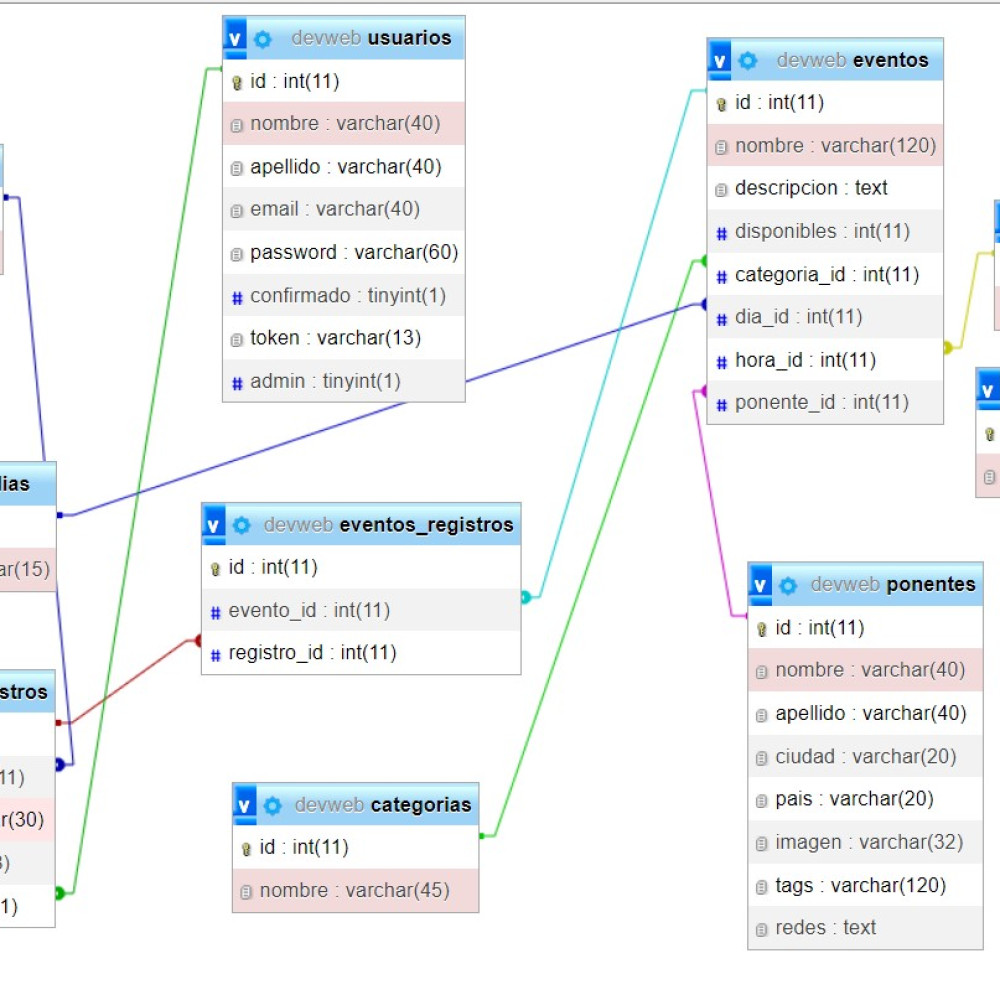 devweb usuarios
id : int(11)
nombre : varchar(40)
apellido : varchar(40)
email : varchar(40)
password : varchar(60)
confirmado : tinyint(1)
token : varchar(13)
admin : tinyint(1)
devweb eventos
id : int(11)
nombre : varchar(120)
descripcion : text
disponibles : int(11)
categoria_id : int(11)
dia_id : int(11)
hora_id : int(11)
ponente_id : int(11)
ias
ar(15)
devweb eventos_registros
id : int(11)
evento_id : int(11)
registro_id : int(11)
stros
11)
r(30)
)
1)
devweb categorias
id : int(11)
nombre : varchar(45)
devweb ponentes
id : int(11)
nombre : varchar(40)
apellido : varchar(40)
ciudad : varchar(20)
pais : varchar(20)
imagen : varchar(32)
tags : varchar(120)
redes : text